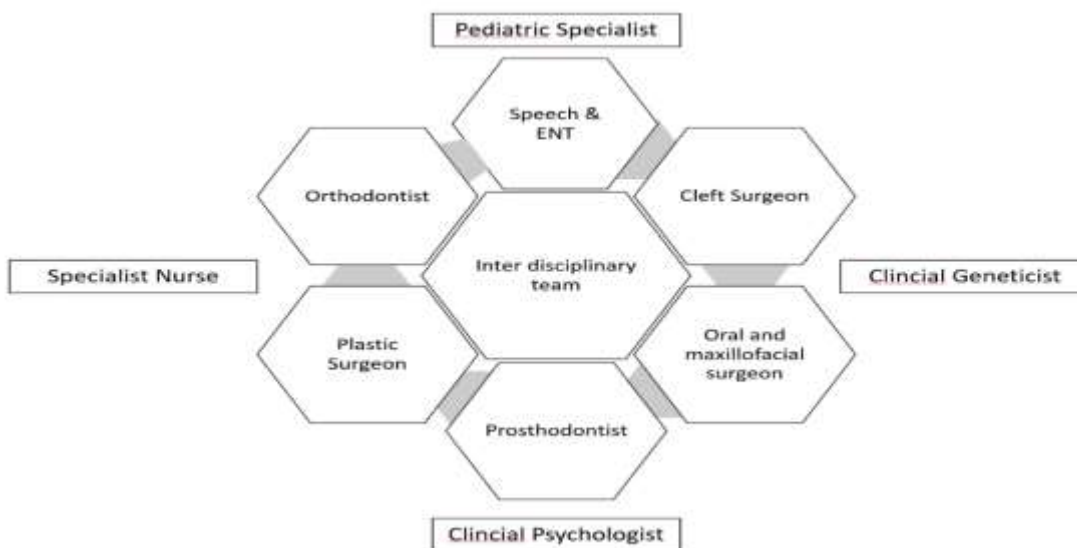 Pediatric Specialist
Speech &
ENT
Orthodontist
Cleft Surgeon
Specialist Nurse
Inter disciplinary
team
Clincial Geneticist
Plastic
Surgeon
Oral and
maxillofacial
surgeon
Prosthodontist
Clincial Psychologist